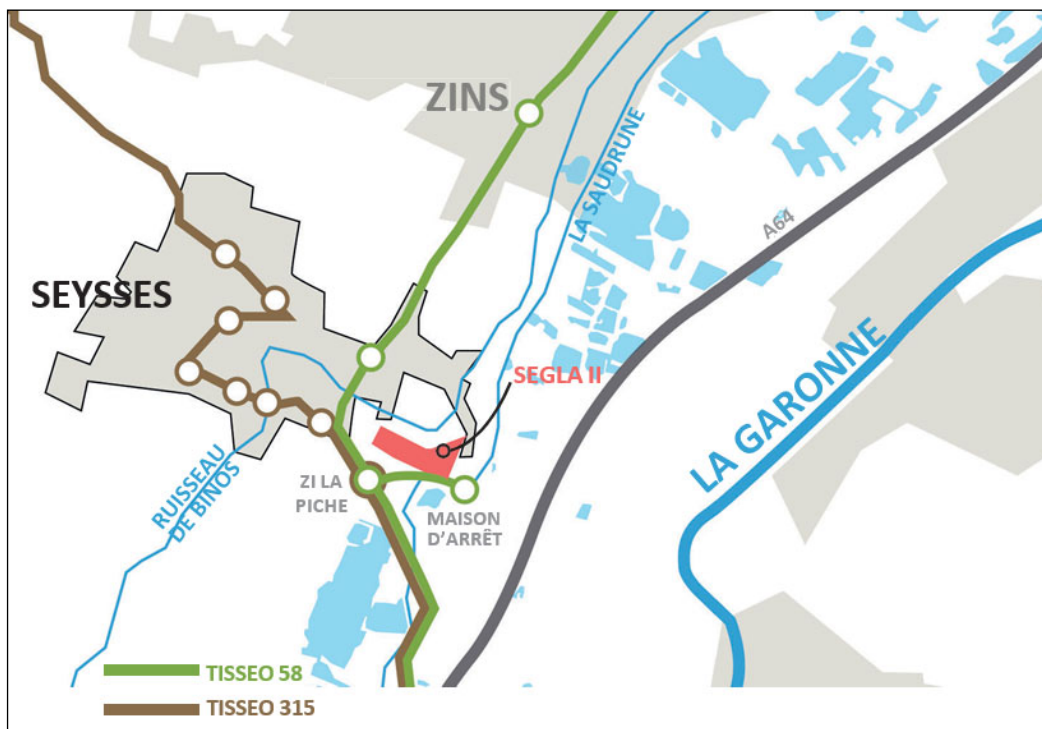 ZINS
LA SAUDRUNE
A64
SEYSSES
SEGLA II
LA GARONNE
RUISSEAU
DE BINOS
ZI LA
PICHE
MAISON
D'ARRÊT
TISSEO 58
TISSEO 315